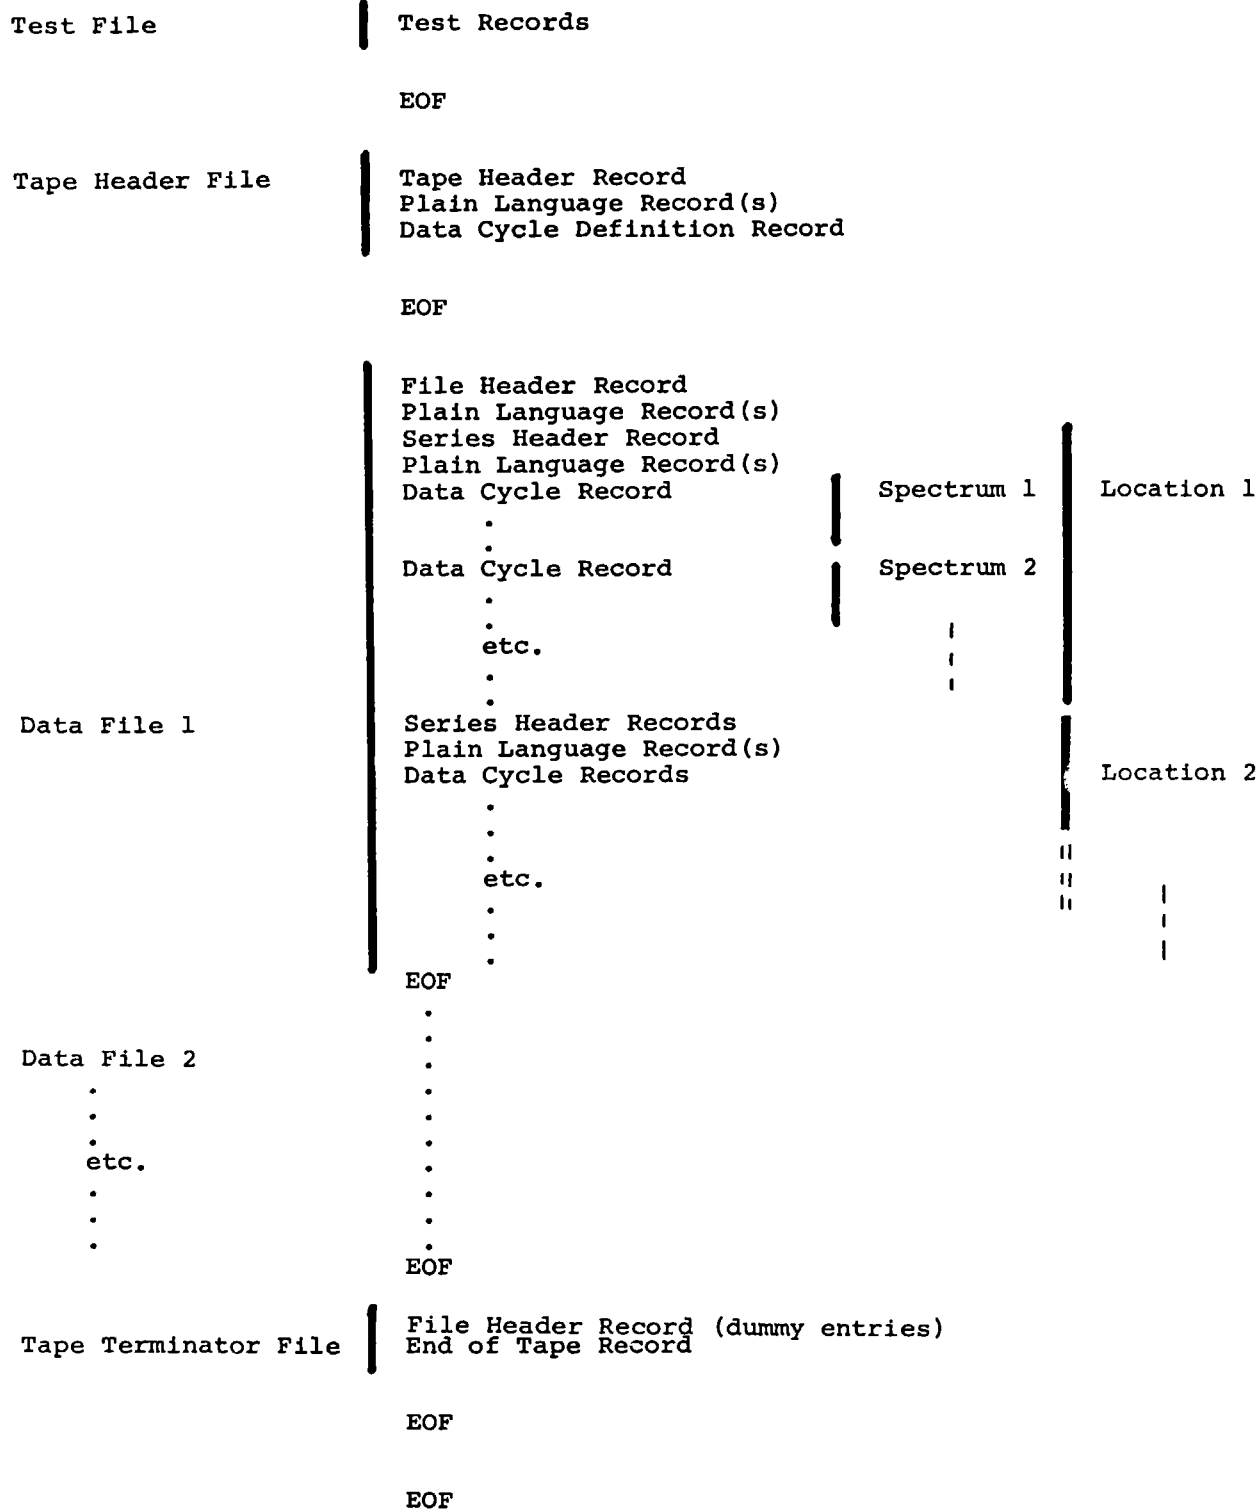 Test File    Test Records
EOF
Tape Header File    Tape Header Record
Plain Language Record(s)
Data Cycle Definition Record
EOF
File Header Record
Plain Language Record(s)
Series Header Record
Plain Language Record(s)
Data Cycle Record    Spectrum 1    Location 1
.
.
Data Cycle Record    Spectrum 2
.
.
etc.
.
.
Data File 1    Series Header Records
Plain Language Record(s)
Data Cycle Records    Location 2
.
.
.
etc.
.
.
.
EOF
.
.
Data File 2    .
.    .
.    .
.    .
etc.    .
.    .
.    .
.    .
EOF
File Header Record (dummy entries)
Tape Terminator File    End of Tape Record
EOF
EOF